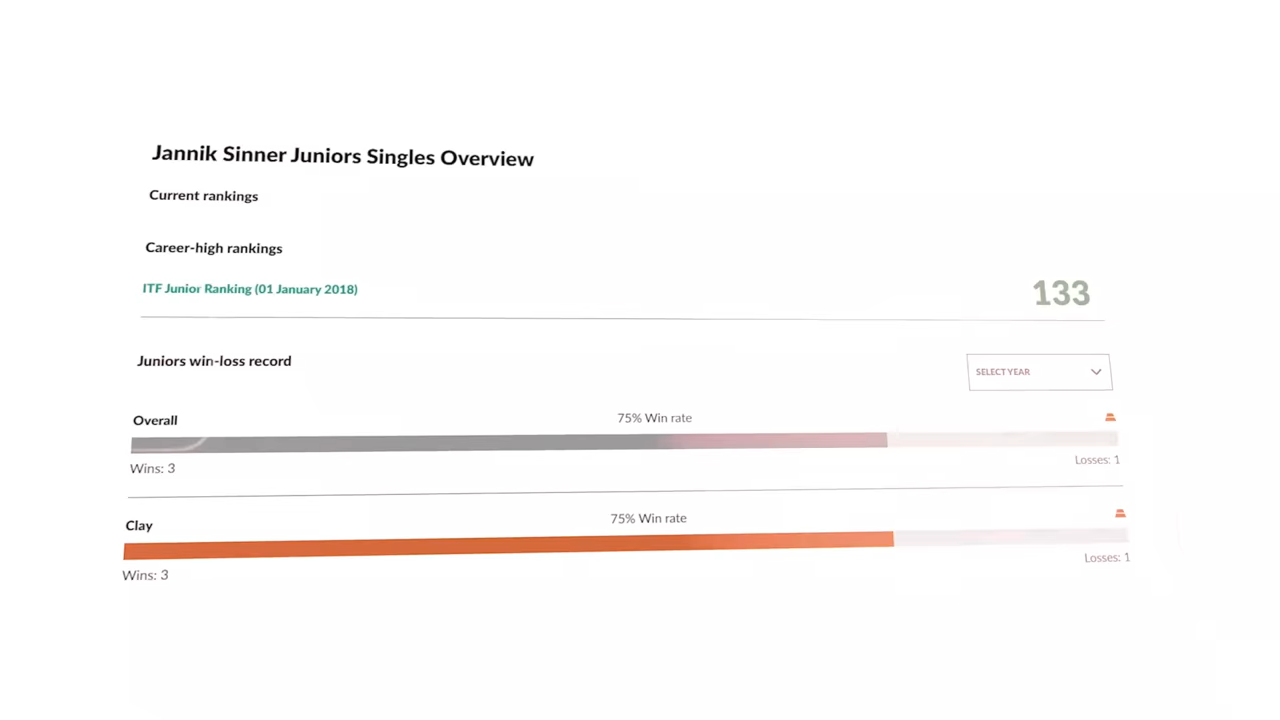 Jannik Sinner Juniors Singles Overview
Current rankings
Career-high rankings
ITF Junior Ranking (01 January 2018) 133
Juniors win-loss record
SELECT YEAR
Overall 75% Win rate
Wins: 3 Losses: 1
Clay 75% Win rate
Wins: 3 Losses: 1